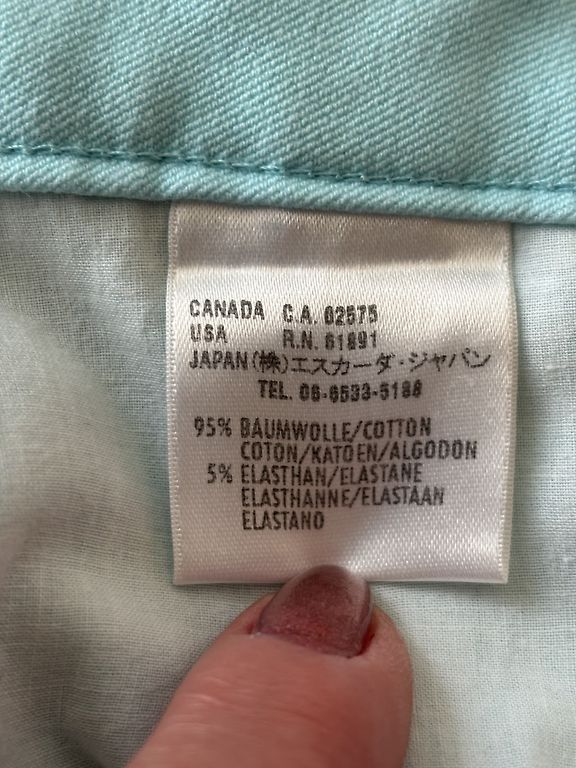 CANADA C.A. 02575
USA R.N. 61891
JAPAN (株)エスカーダ・ジャパン
TEL. 06-6533-5188
95% BAUMWOLLE/COTTON
COTON/KATOEN/ALGODON
5% ELASTHAN/ELASTANE
ELASTHANNE/ELASTAAN
ELASTANO